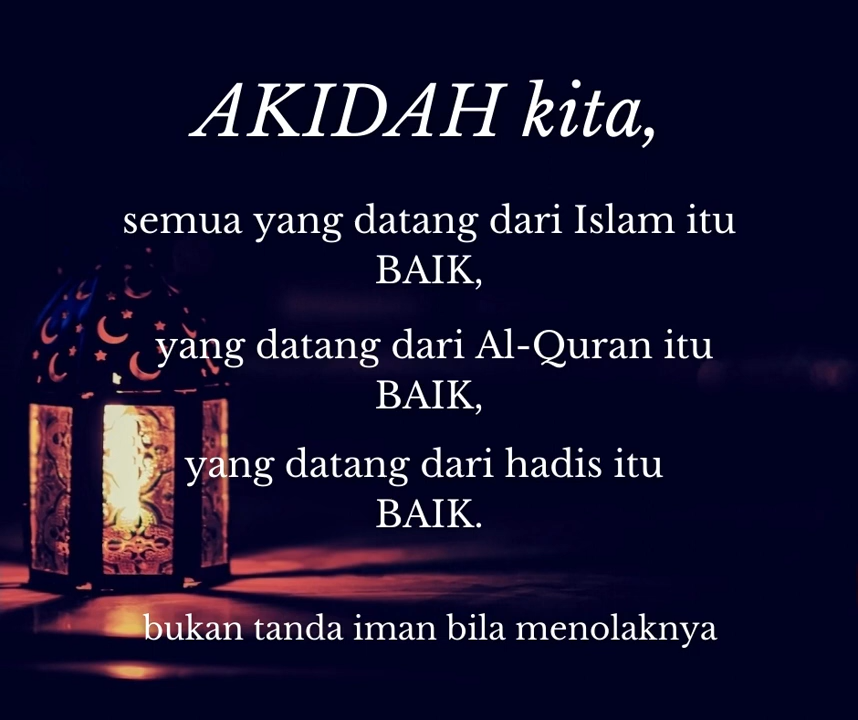 AKIDAH kita,
semua yang datang dari Islam itu
BAIK,
yang datang dari Al-Quran itu
BAIK,
yang datang dari hadis itu
BAIK.
bukan tanda iman bila menolaknya